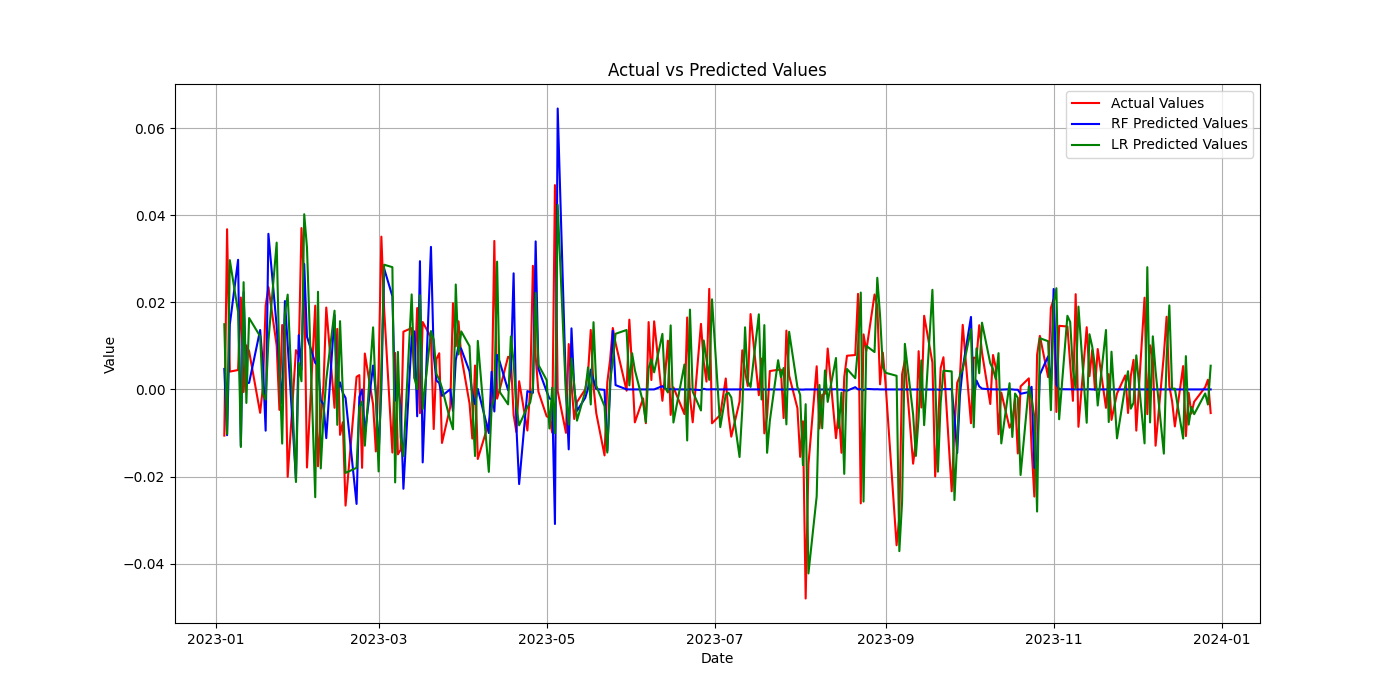 Actual vs Predicted Values
Actual Values
RF Predicted Values
LR Predicted Values
0.06
0.04
0.02
0.00
−0.02
−0.04
Value
2023-01 2023-03 2023-05 2023-07 2023-09 2023-11 2024-01
Date